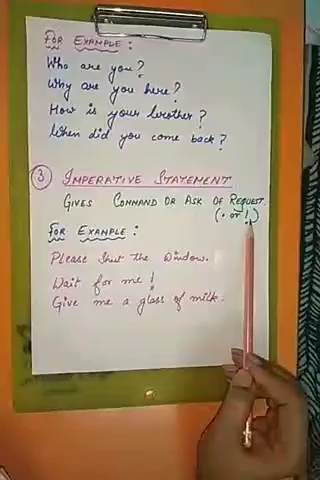 FOR EXAMPLE :
Who are you?
Why are you here?
How is your brother?
When did you come back?
3 IMPERATIVE STATEMENT
GIVES COMMAND OR ASK OF REQUEST.
(. or !)
FOR EXAMPLE :
Please Shut the Window.
Wait for me!
Give me a glass of milk.